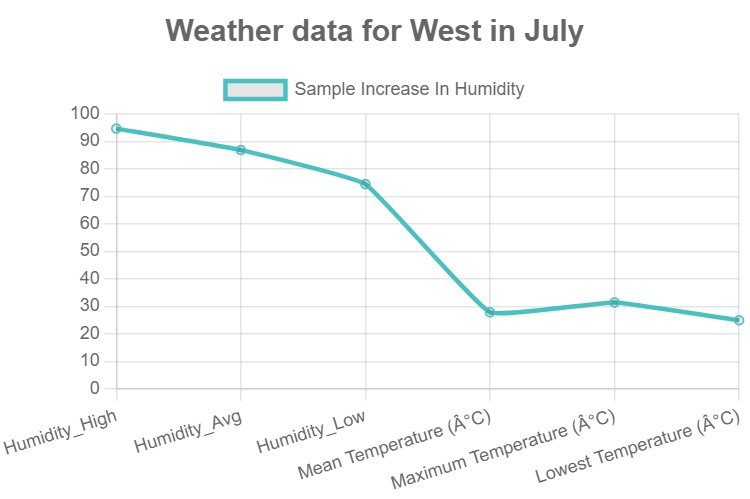 Weather data for West in July
Sample Increase In Humidity
100
90
80
70
60
50
40
30
20
10
0
Humidity_High
Humidity_Avg
Humidity_Low
Mean Temperature (Â°C)
Maximum Temperature (Â°C)
Lowest Temperature (Â°C)